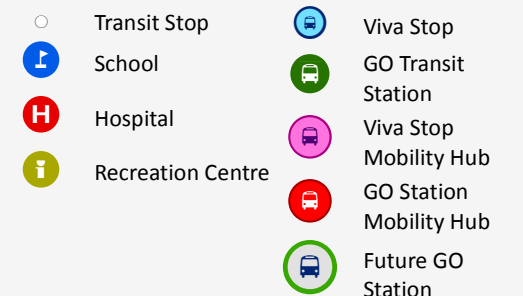 Transit Stop
School
H
Hospital
Recreation Centre
Viva Stop
GO Transit
Station
Viva Stop
Mobility Hub
GO Station
Mobility Hub
Future GO
Station